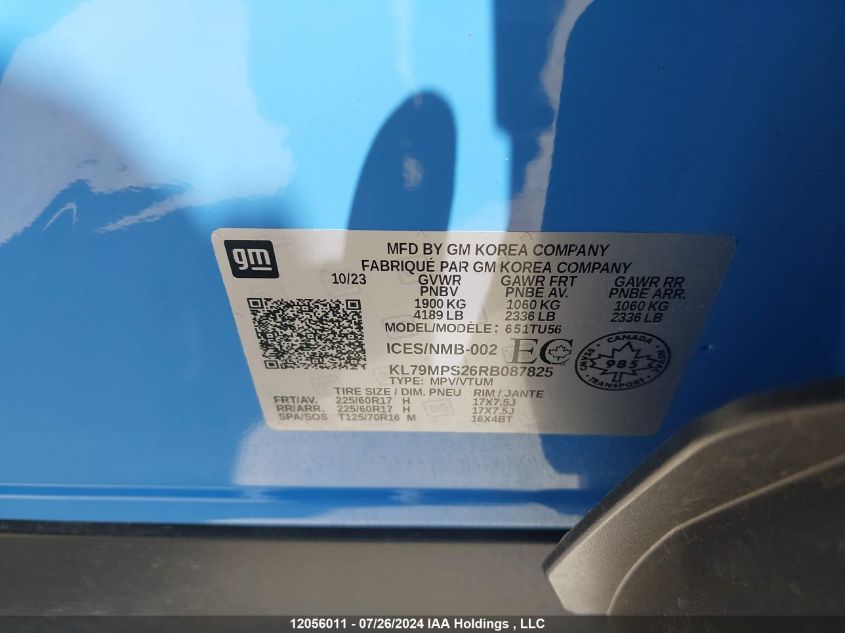 gm
MFD BY GM KOREA COMPANY
FABRIQUÉ PAR GM KOREA COMPANY
10/23 GVWR GAWR FRT GAWR RR
PNBV PNBE AV. PNBE ARR.
1900 KG 1060 KG 1060 KG
4189 LB 2336 LB 2336 LB
MODEL/MODÈLE: 651TU56
ICES/NMB-002 EC
CANADA
985
KL79MPS26RB087825
TYPE: MPV/VTUM
TIRE SIZE / DIM. PNEU RIM / JANTE
FRT/AV. 225/60R17 H 17X7.5J
RR/ARR. 225/60R17 H 17X7.5J
SPA/SOS T125/70R16 M 16X4BT
12056011 - 07/26/2024 IAA Holdings , LLC